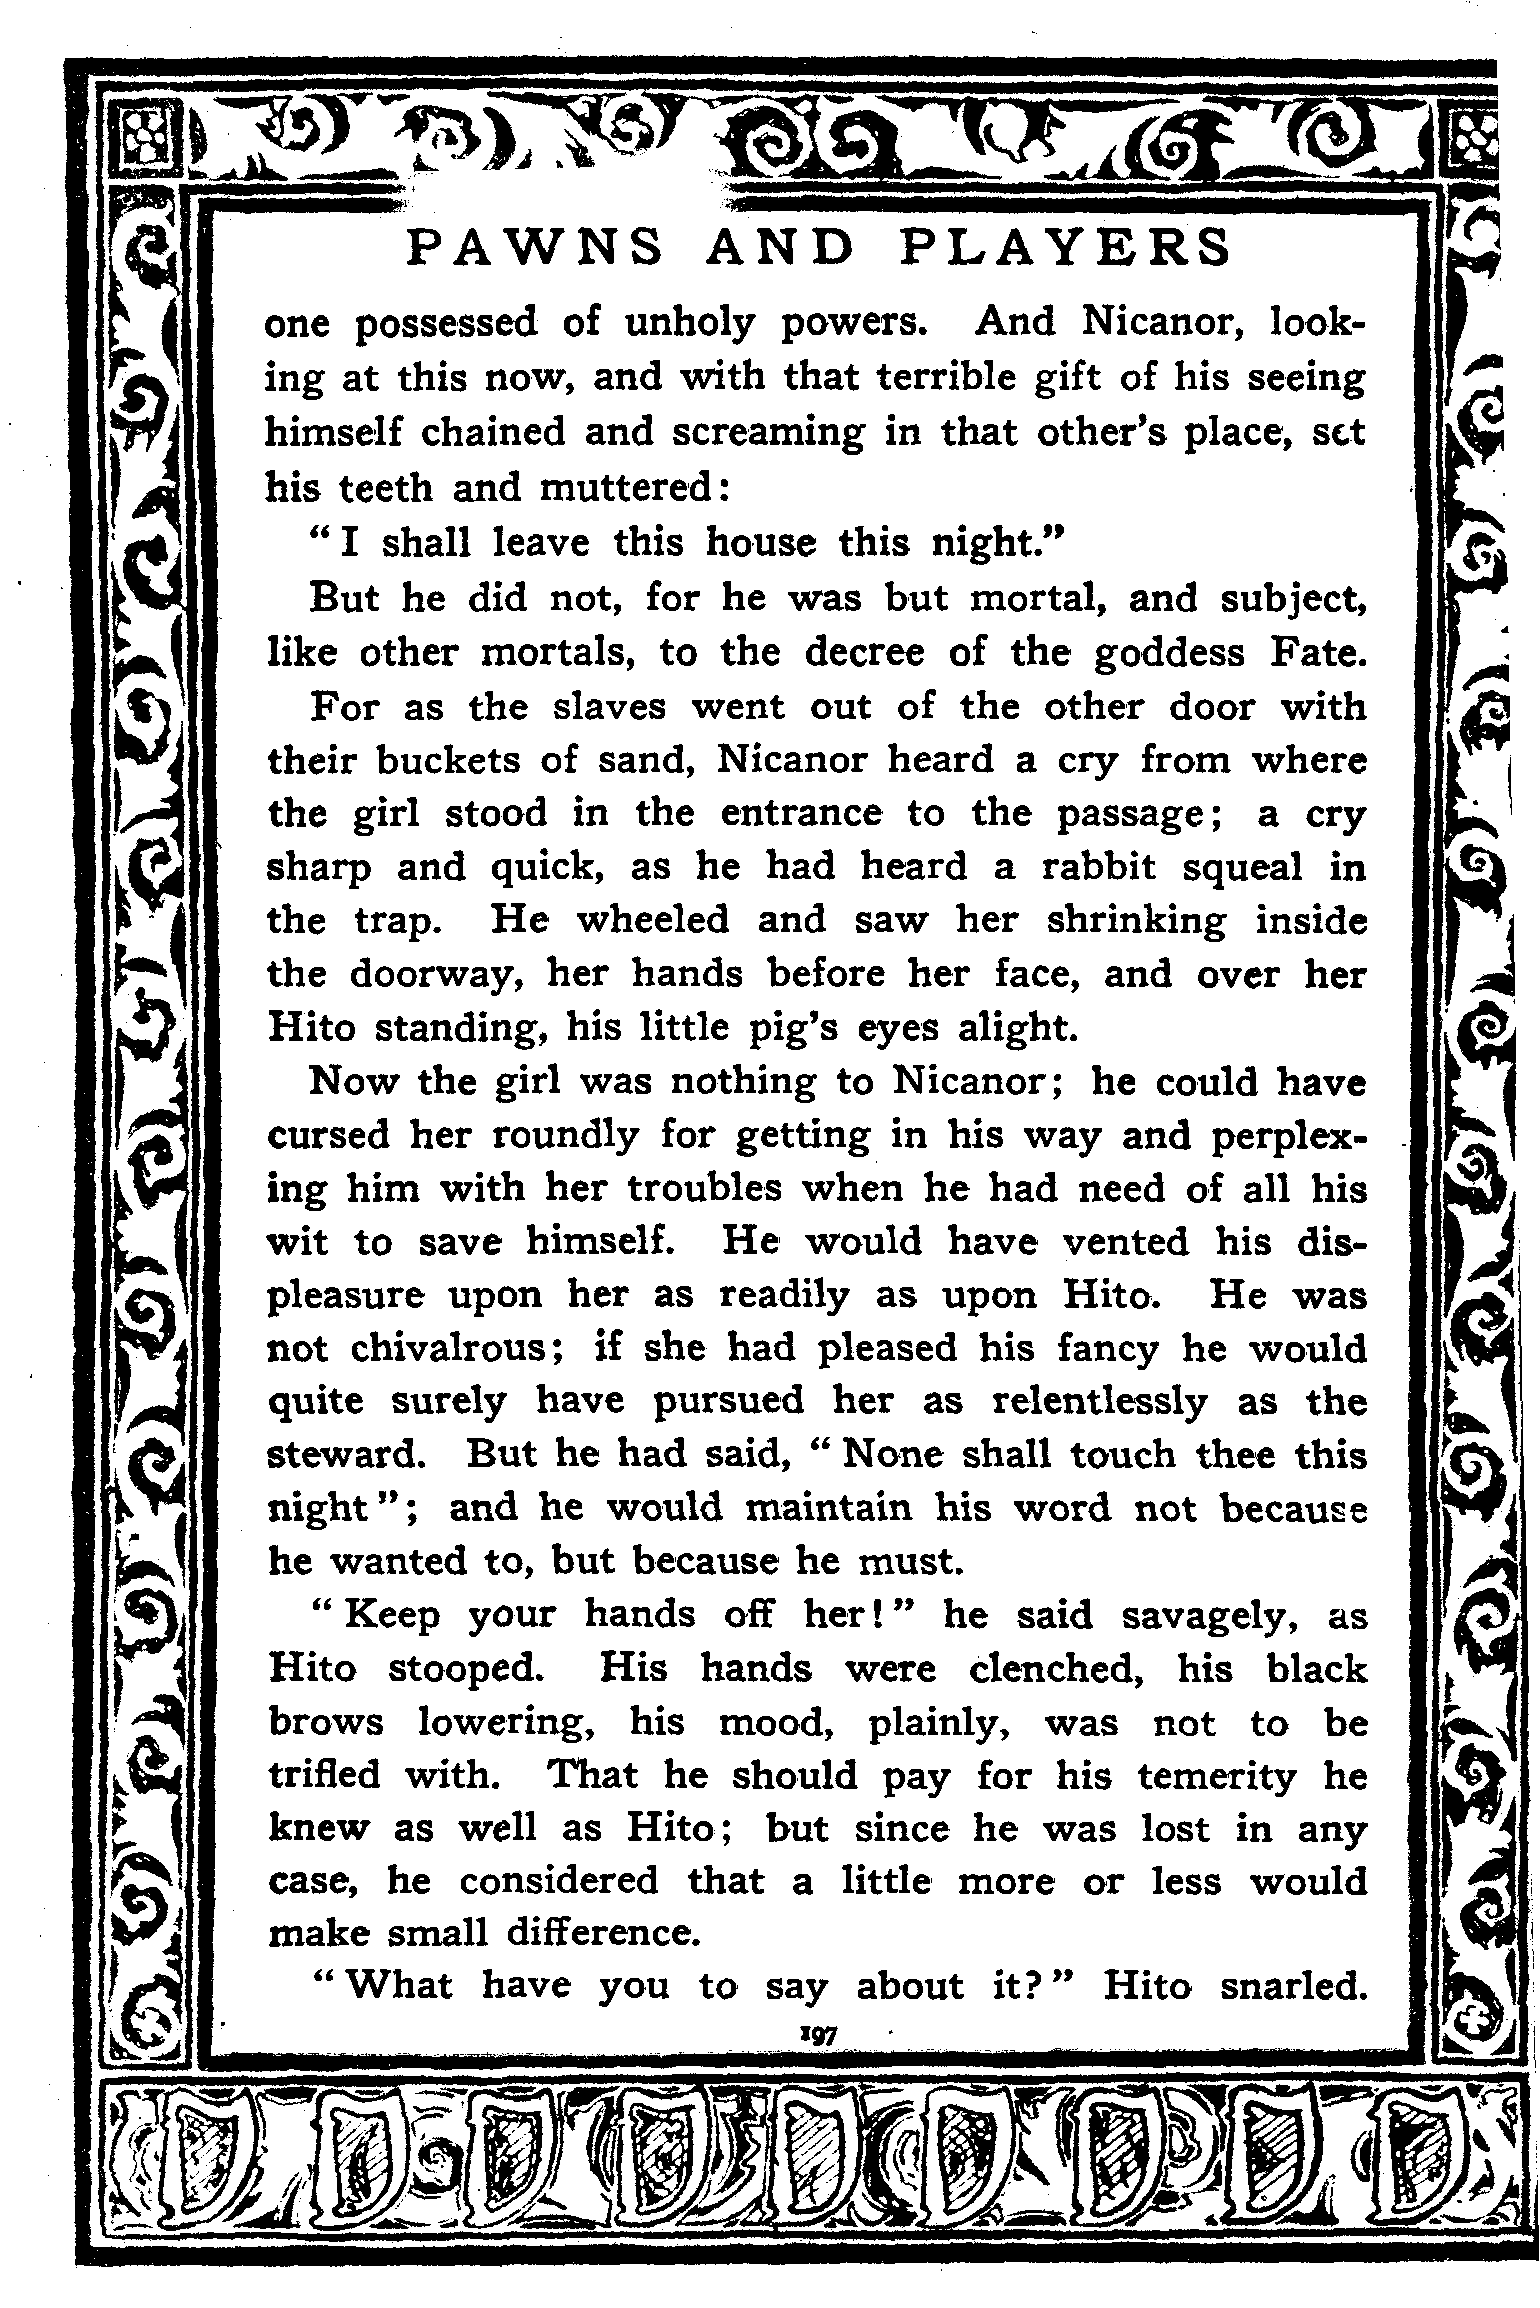 PAWNS AND PLAYERS
one possessed of unholy powers. And Nicanor, look-
ing at this now, and with that terrible gift of his seeing
himself chained and screaming in that other's place, set
his teeth and muttered:
" I shall leave this house this night."
But he did not, for he was but mortal, and subject,
like other mortals, to the decree of the goddess Fate.
For as the slaves went out of the other door with
their buckets of sand, Nicanor heard a cry from where
the girl stood in the entrance to the passage; a cry
sharp and quick, as he had heard a rabbit squeal in
the trap. He wheeled and saw her shrinking inside
the doorway, her hands before her face, and over her
Hito standing, his little pig's eyes alight.
Now the girl was nothing to Nicanor; he could have
cursed her roundly for getting in his way and perplex-
ing him with her troubles when he had need of all his
wit to save himself. He would have vented his dis-
pleasure upon her as readily as upon Hito. He was
not chivalrous; if she had pleased his fancy he would
quite surely have pursued her as relentlessly as the
steward. But he had said, " None shall touch thee this
night "; and he would maintain his word not because
he wanted to, but because he must.
" Keep your hands off her! " he said savagely, as
Hito stooped. His hands were clenched, his black
brows lowering, his mood, plainly, was not to be
trifled with. That he should pay for his temerity he
knew as well as Hito; but since he was lost in any
case, he considered that a little more or less would
make small difference.
" What have you to say about it? " Hito snarled.
197